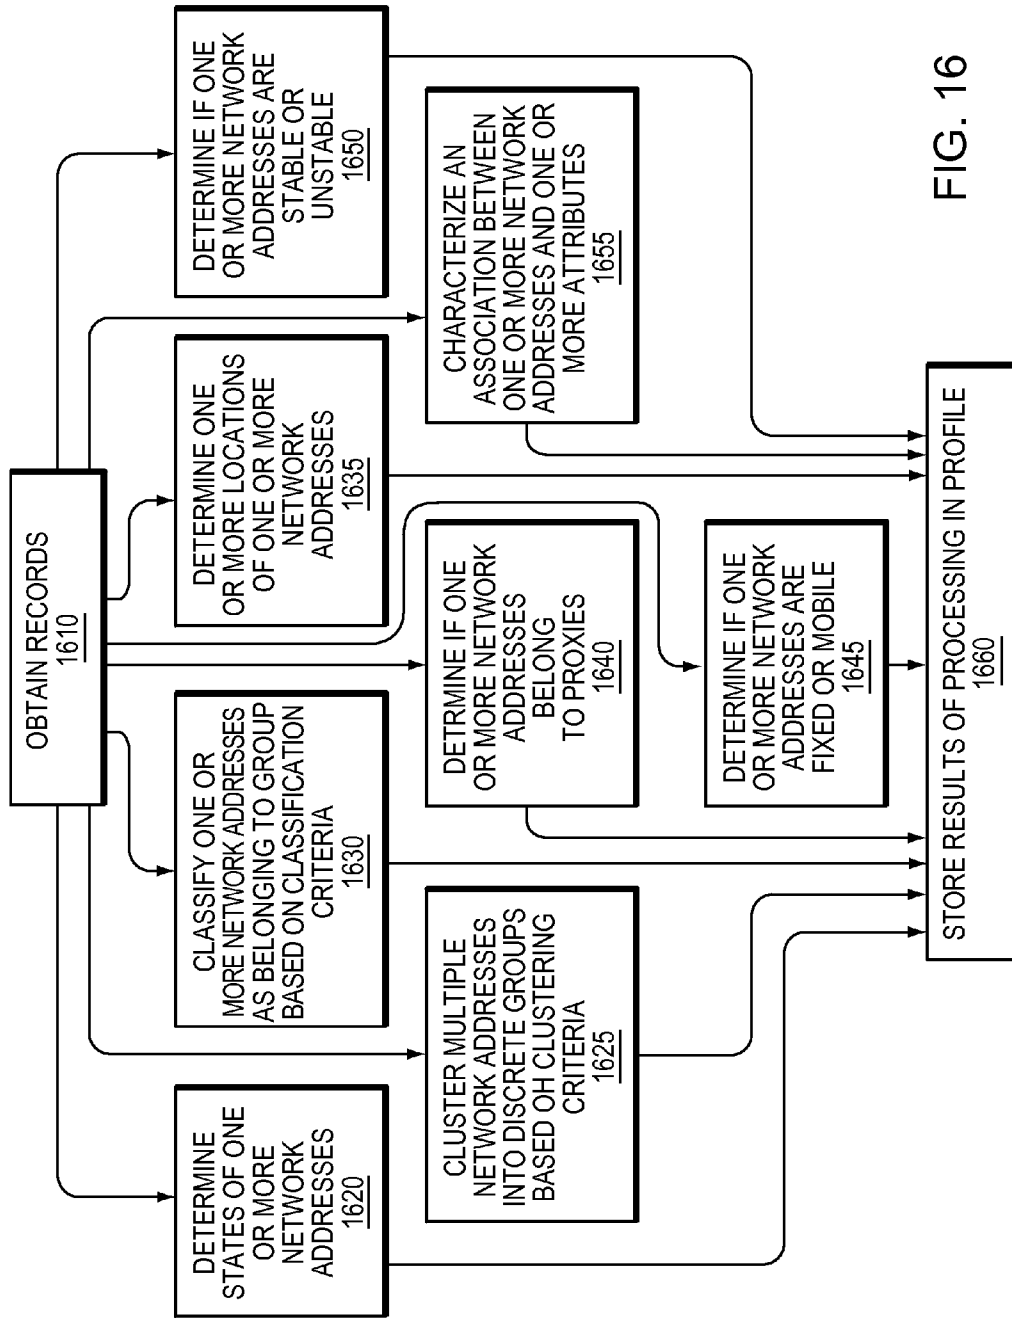 OBTAIN RECORDS
1610
DETERMINE
STATES OF ONE
OR MORE
NETWORK
ADDRESSES
1620
CLASSIFY ONE OR
MORE NETWORK ADDRESSES
AS BELONGING TO GROUP
BASED ON CLASSIFICATION
CRITERIA
1630
DETERMINE ONE
OR MORE LOCATIONS
OF ONE OR MORE
NETWORK
ADDRESSES
1635
DETERMINE IF ONE
OR MORE NETWORK
ADDRESSES ARE
STABLE OR
UNSTABLE
1650
CLUSTER MULTIPLE
NETWORK ADDRESSES
INTO DISCRETE GROUPS
BASED OH CLUSTERING
CRITERIA
1625
DETRMINE IF ONE
OR MORE NETWORK
ADDRESSES
BELONG
TO PROXIES
1640
CHARACTERIZE AN
ASSOCIATION BETWEEN
ONE OR MORE NETWORK
ADDRESSES AND ONE OR
MORE ATTRIBUTES
1655
DETERMINE IF ONE
OR MORE NETWORK
ADDRESSES ARE
FIXED OR MOBILE
1645
STORE RESULTS OF PROCESSING IN PROFILE
1660
FIG. 16